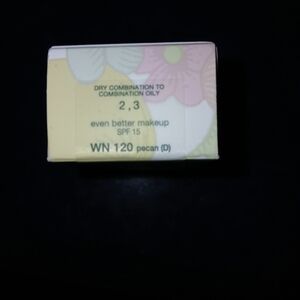 DRY COMBINATION TO
COMBINATION OILY
2 , 3
even better makeup
SPF 15
WN 120 pecan (D)